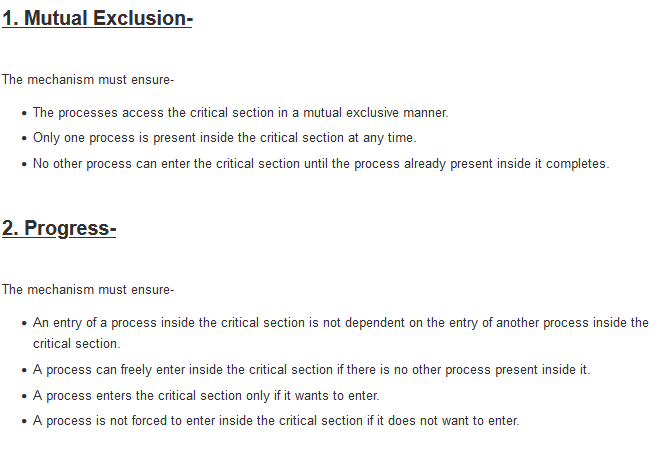 1. Mutual Exclusion-
The mechanism must ensure-
• The processes access the critical section in a mutual exclusive manner.
• Only one process is present inside the critical section at any time.
• No other process can enter the critical section until the process already present inside it completes.
2. Progress-
The mechanism must ensure-
• An entry of a process inside the critical section is not dependent on the entry of another process inside the
critical section.
• A process can freely enter inside the critical section if there is no other process present inside it.
• A process enters the critical section only if it wants to enter.
• A process is not forced to enter inside the critical section if it does not want to enter.